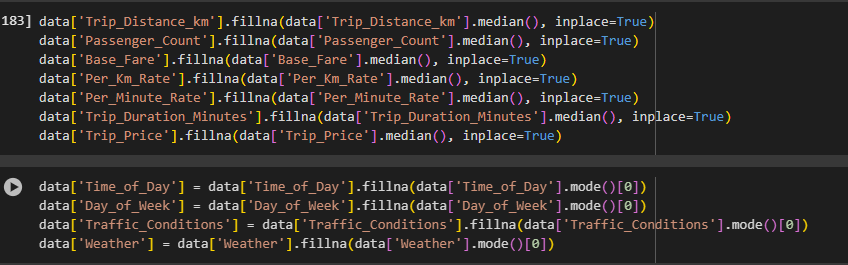 183] data['Trip_Distance_km'].fillna(data['Trip_Distance_km'].median(), inplace=True)
data['Passenger_Count'].fillna(data['Passenger_Count'].median(), inplace=True)
data['Base_Fare'].fillna(data['Base_Fare'].median(), inplace=True)
data['Per_Km_Rate'].fillna(data['Per_Km_Rate'].median(), inplace=True)
data['Per_Minute_Rate'].fillna(data['Per_Minute_Rate'].median(), inplace=True)
data['Trip_Duration_Minutes'].fillna(data['Trip_Duration_Minutes'].median(), inplace=True)
data['Trip_Price'].fillna(data['Trip_Price'].median(), inplace=True)
data['Time_of_Day'] = data['Time_of_Day'].fillna(data['Time_of_Day'].mode()[0])
data['Day_of_Week'] = data['Day_of_Week'].fillna(data['Day_of_Week'].mode()[0])
data['Traffic_Conditions'] = data['Traffic_Conditions'].fillna(data['Traffic_Conditions'].mode()[0])
data['Weather'] = data['Weather'].fillna(data['Weather'].mode()[0])